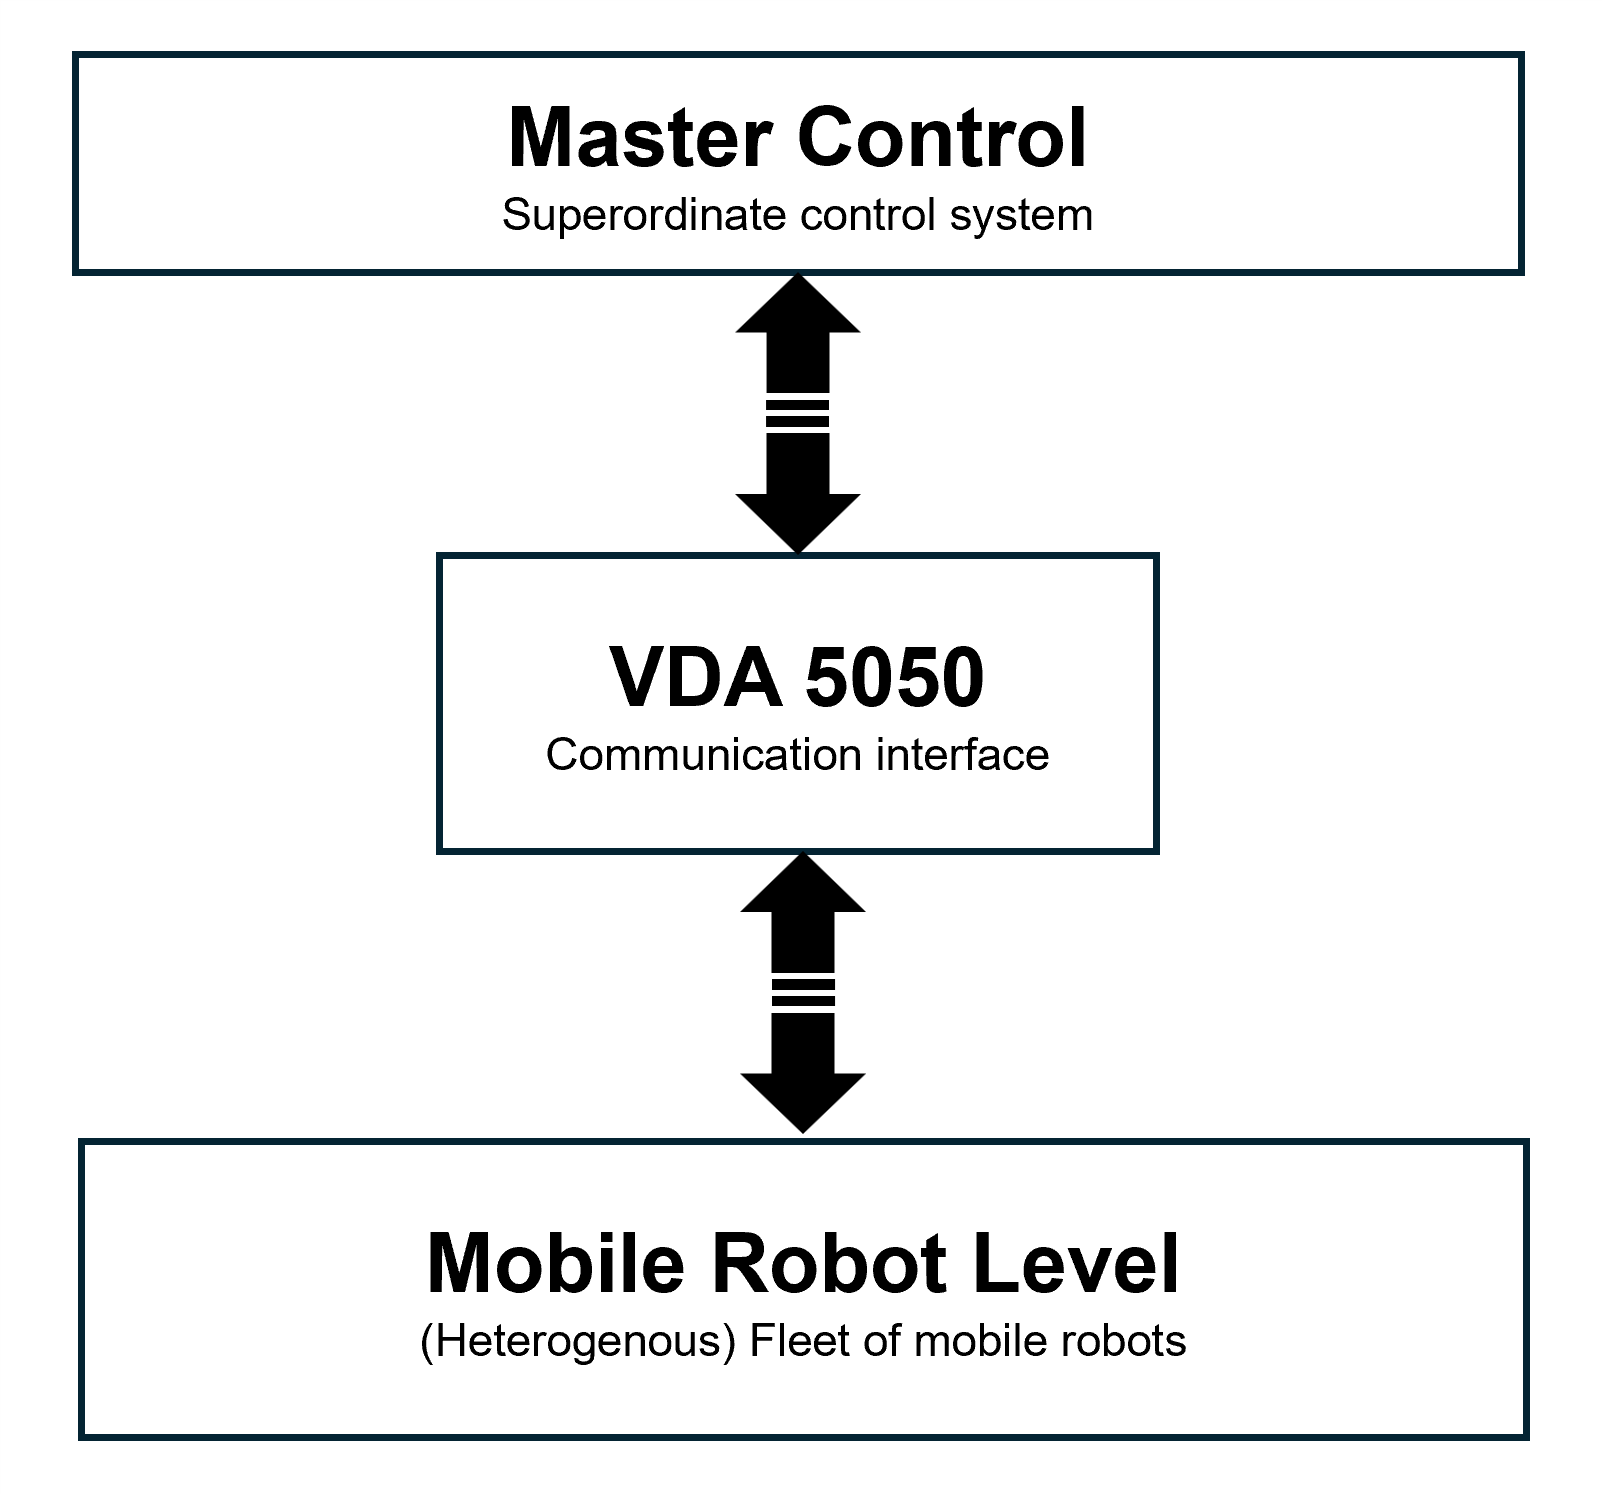 Master Control
Superordinate control system
VDA 5050
Communication interface
Mobile Robot Level
(Heterogenous) Fleet of mobile robots